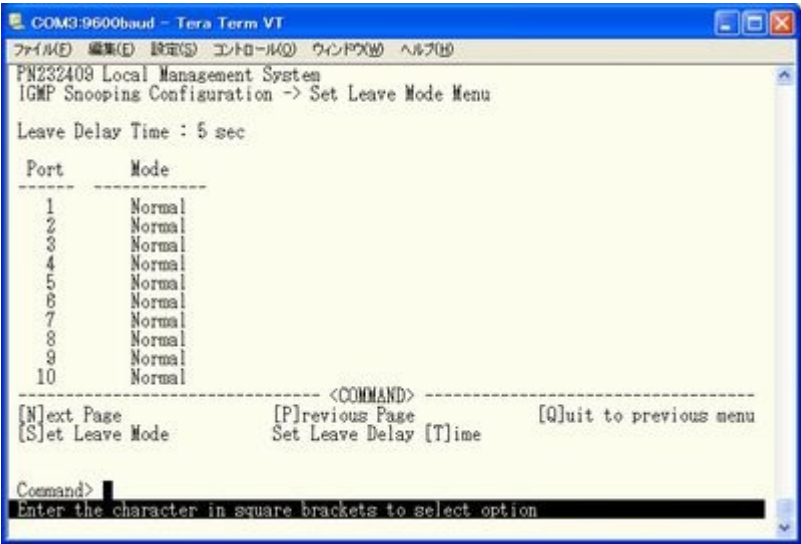 COM3:9600baud - Tera Term VT
ファイル(F) 編集(E) 設定(S) コントロール(O) ウィンドウ(W) ヘルプ(H)
PN232409 Local Management System
IGMP Snooping Configuration -> Set Leave Mode Menu
Leave Delay Time : 5 sec
Port Mode
------ ------------
1 Normal
2 Normal
3 Normal
4 Normal
5 Normal
6 Normal
7 Normal
8 Normal
9 Normal
10 Normal
-------------------------------- <COMMAND> -----------------------------------
[N]ext Page [P]revious Page [Q]uit to previous menu
[S]et Leave Mode Set Leave Delay [T]ime
Command>
Enter the character in square brackets to select option